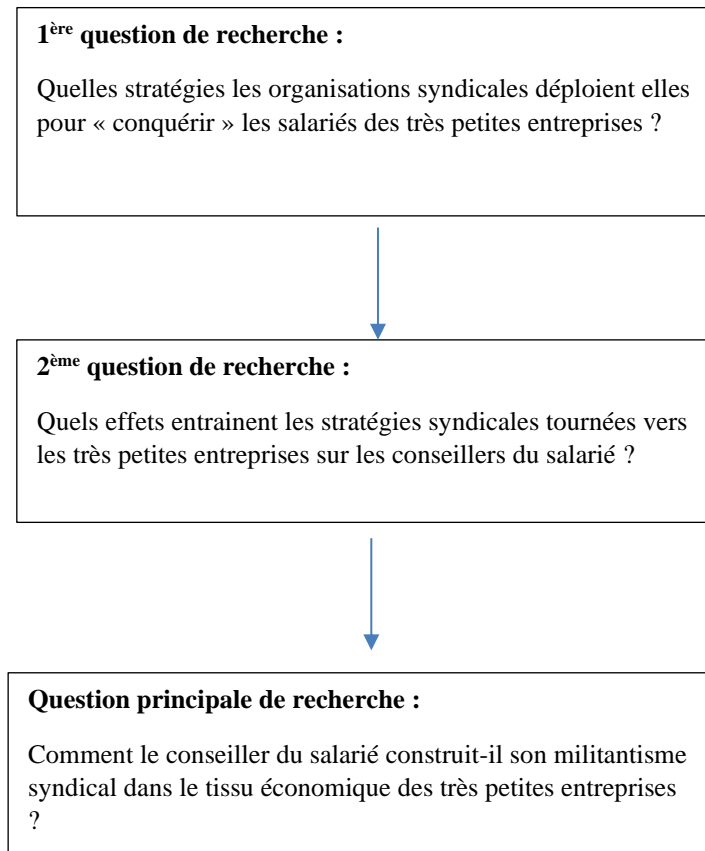 1ère question de recherche :
Quelles stratégies les organisations syndicales déploient elles
pour « conquérir » les salariés des très petites entreprises ?
2ème question de recherche :
Quels effets entrainent les stratégies syndicales tournées vers
les très petites entreprises sur les conseillers du salarié ?
Question principale de recherche :
Comment le conseiller du salarié construit-il son militantisme
syndical dans le tissu économique des très petites entreprises
?